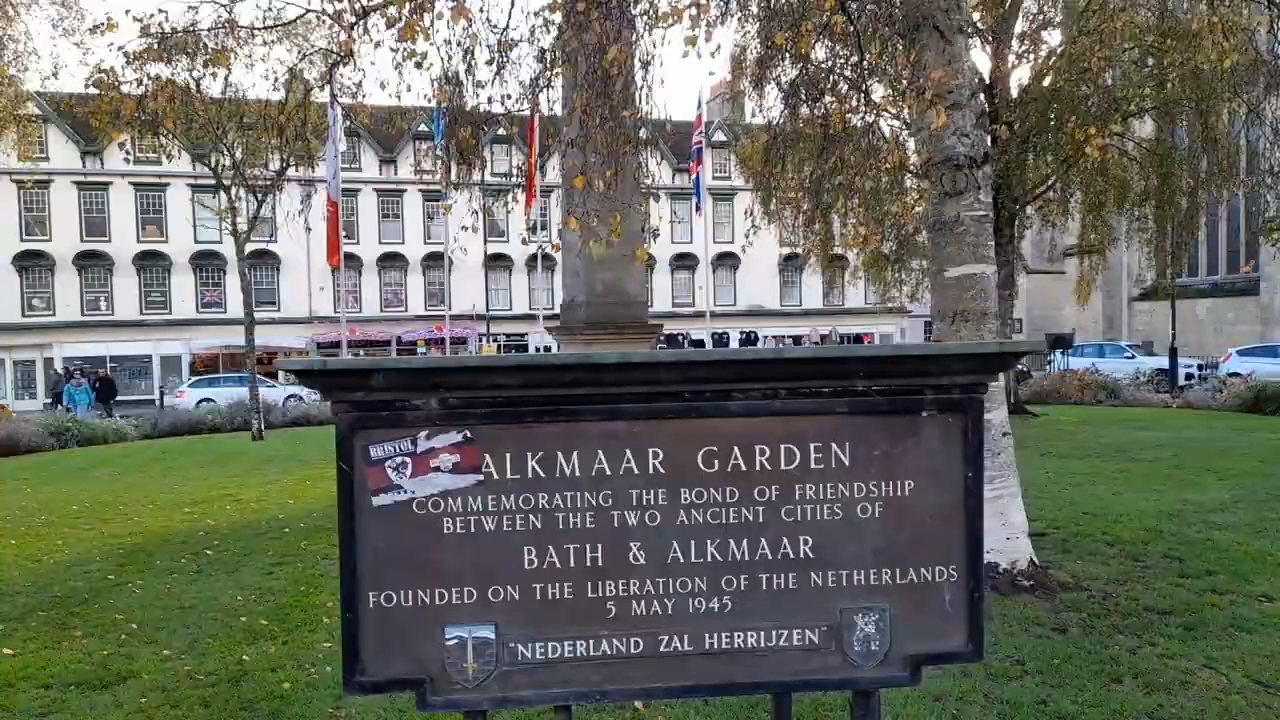 BRISTOL
ALKMAAR GARDEN
COMMEMORATING THE BOND OF FRIENDSHIP
BETWEEN THE TWO ANCIENT CITIES OF
BATH & ALKMAAR
FOUNDED ON THE LIBERATION OF THE NETHERLANDS
5 MAY 1945
"NEDERLAND ZAL HERRIJZEN"